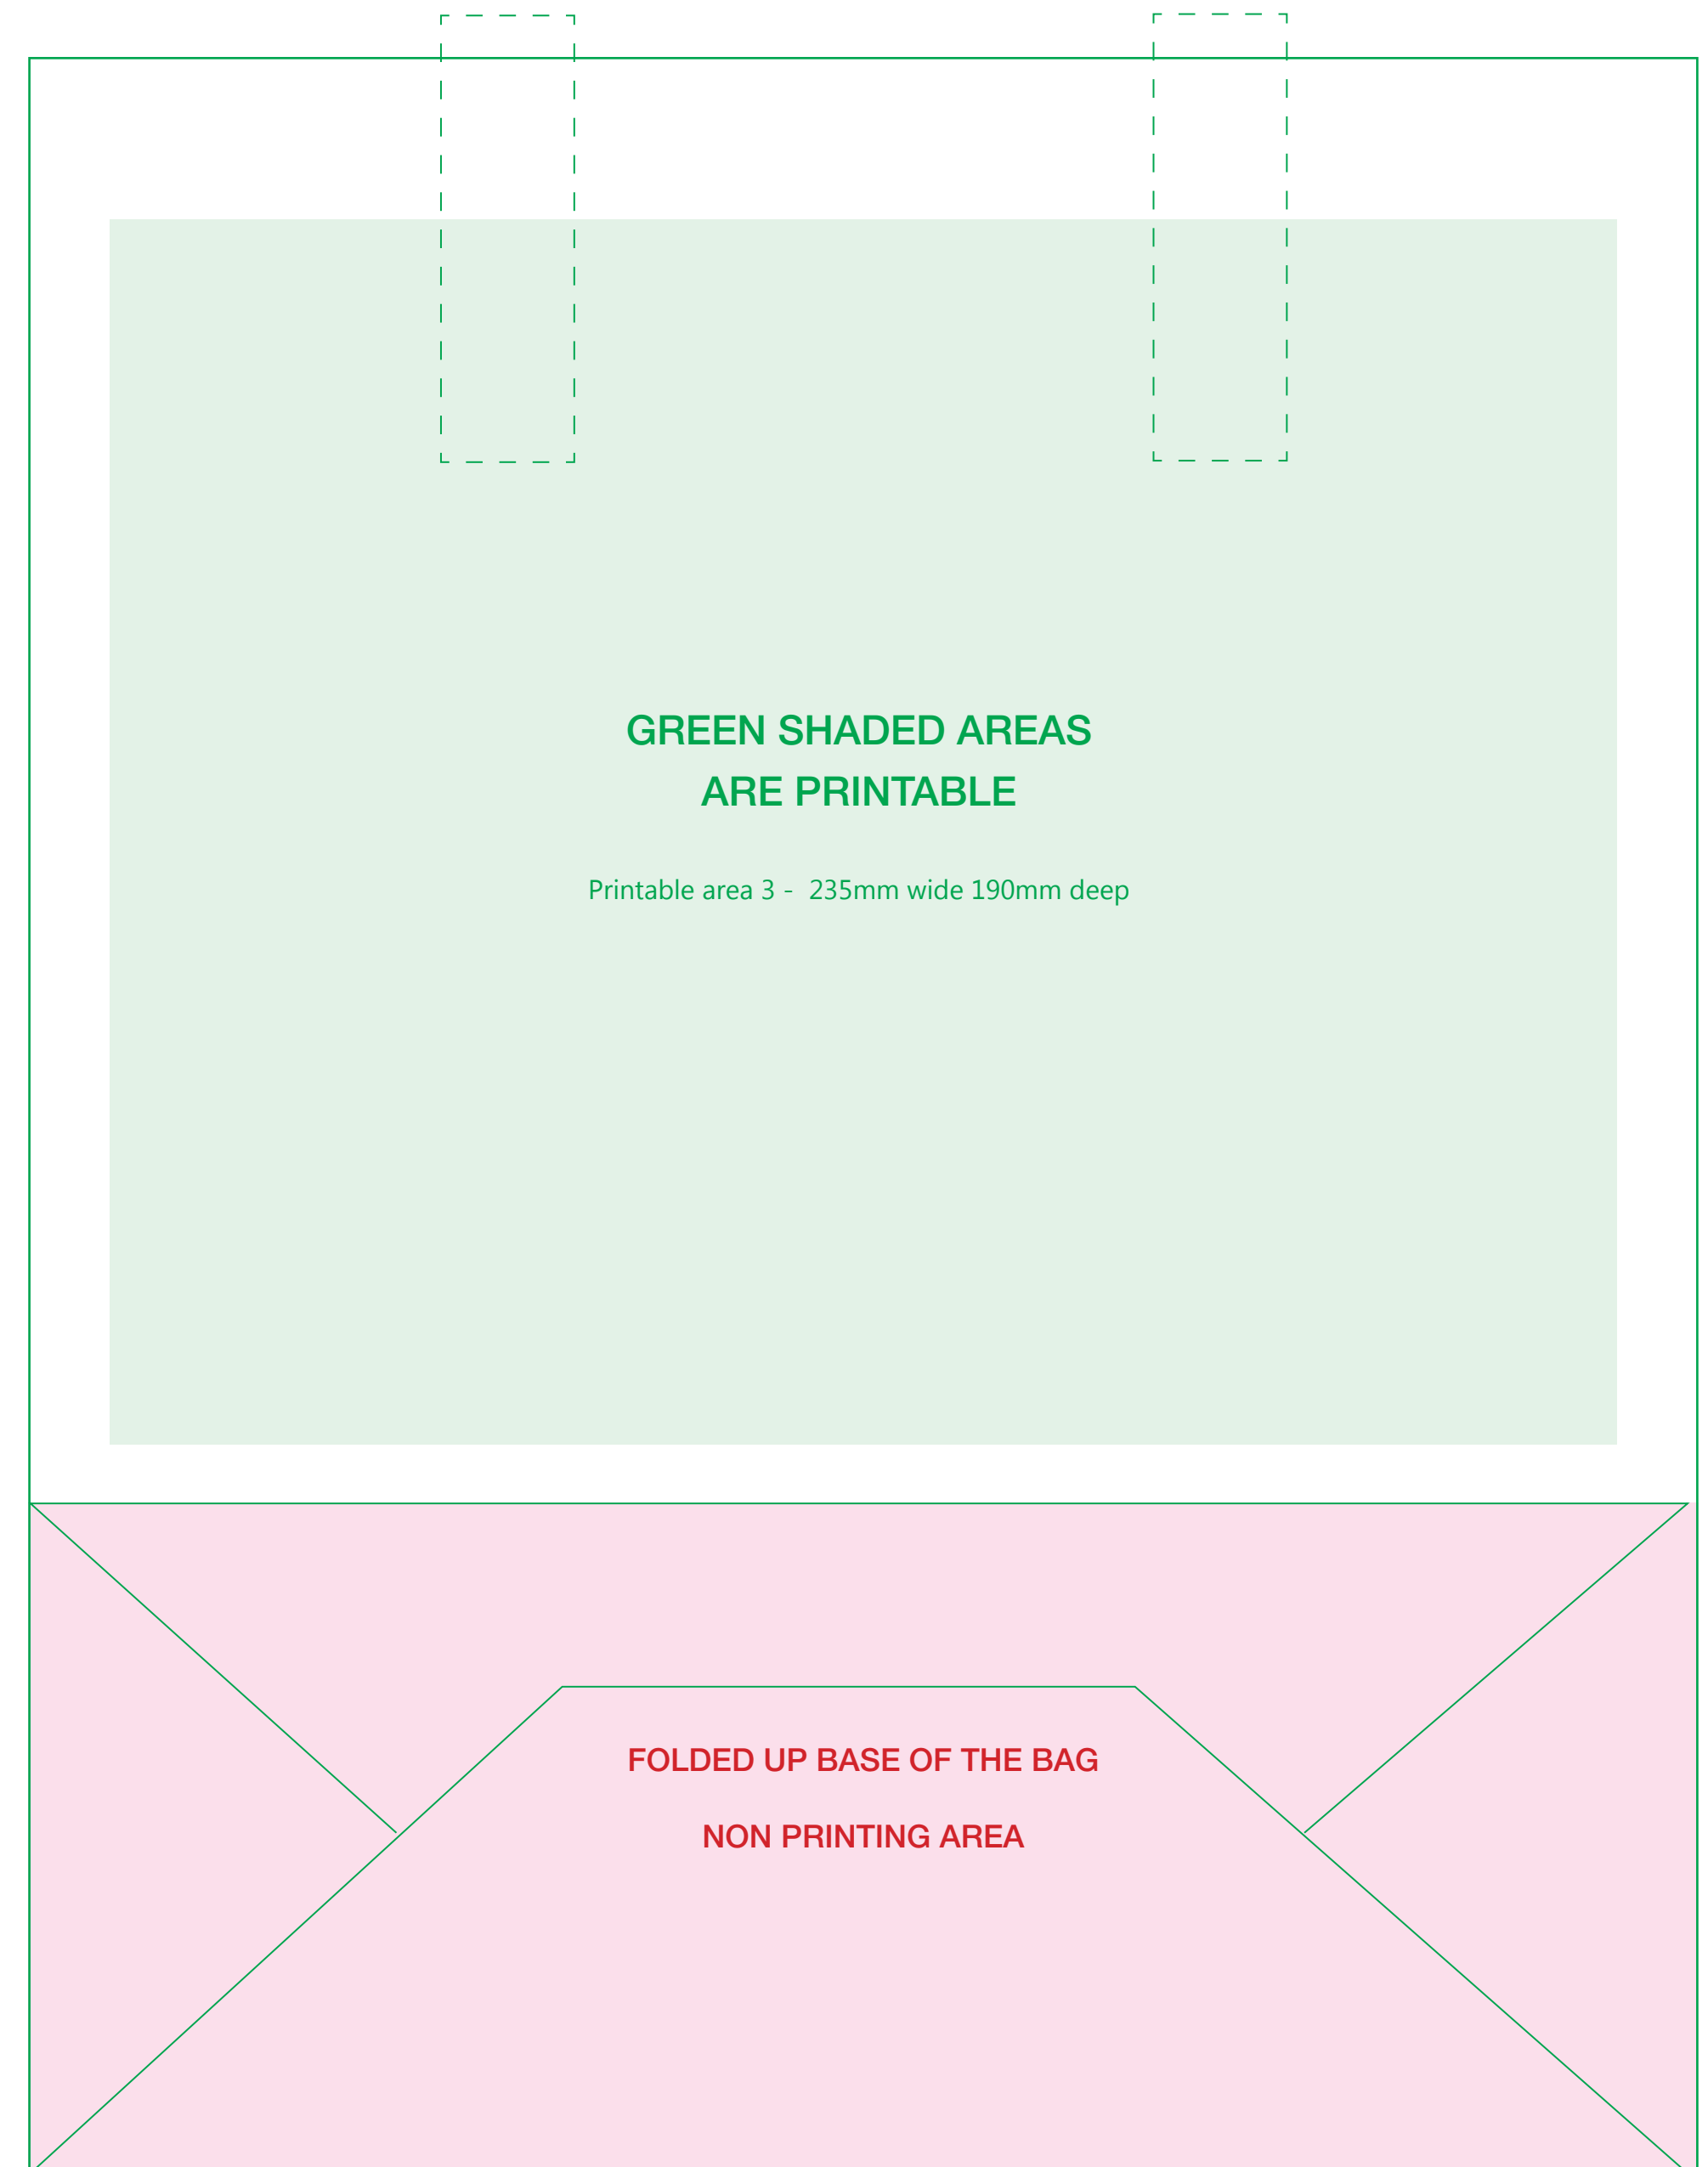 GREEN SHADED AREAS
ARE PRINTABLE
Printable area 3 -  235mm wide 190mm deep
FOLDED UP BASE OF THE BAG
NON PRINTING AREA